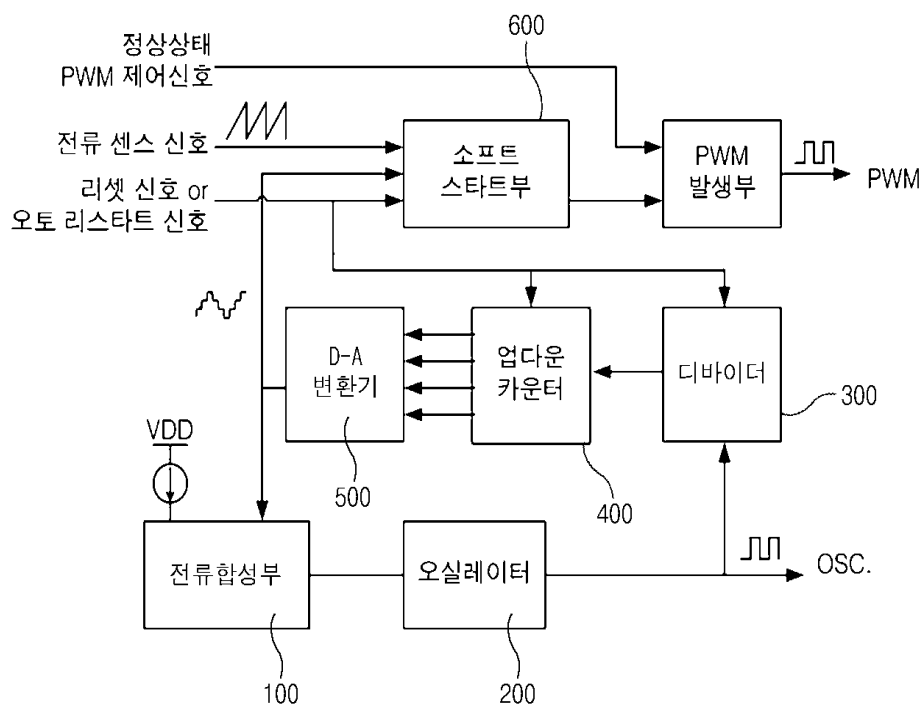 정상상태
PWM 제어신호
600
전류 센스 신호
소프트
스타트부
PWM
발생부
PWM
리셋 신호 or
오토 리스타트 신호
D-A
변환기
업다운
카운터
디바이더
300
VDD
500
400
전류합성부
오실레이터
OSC.
100
200